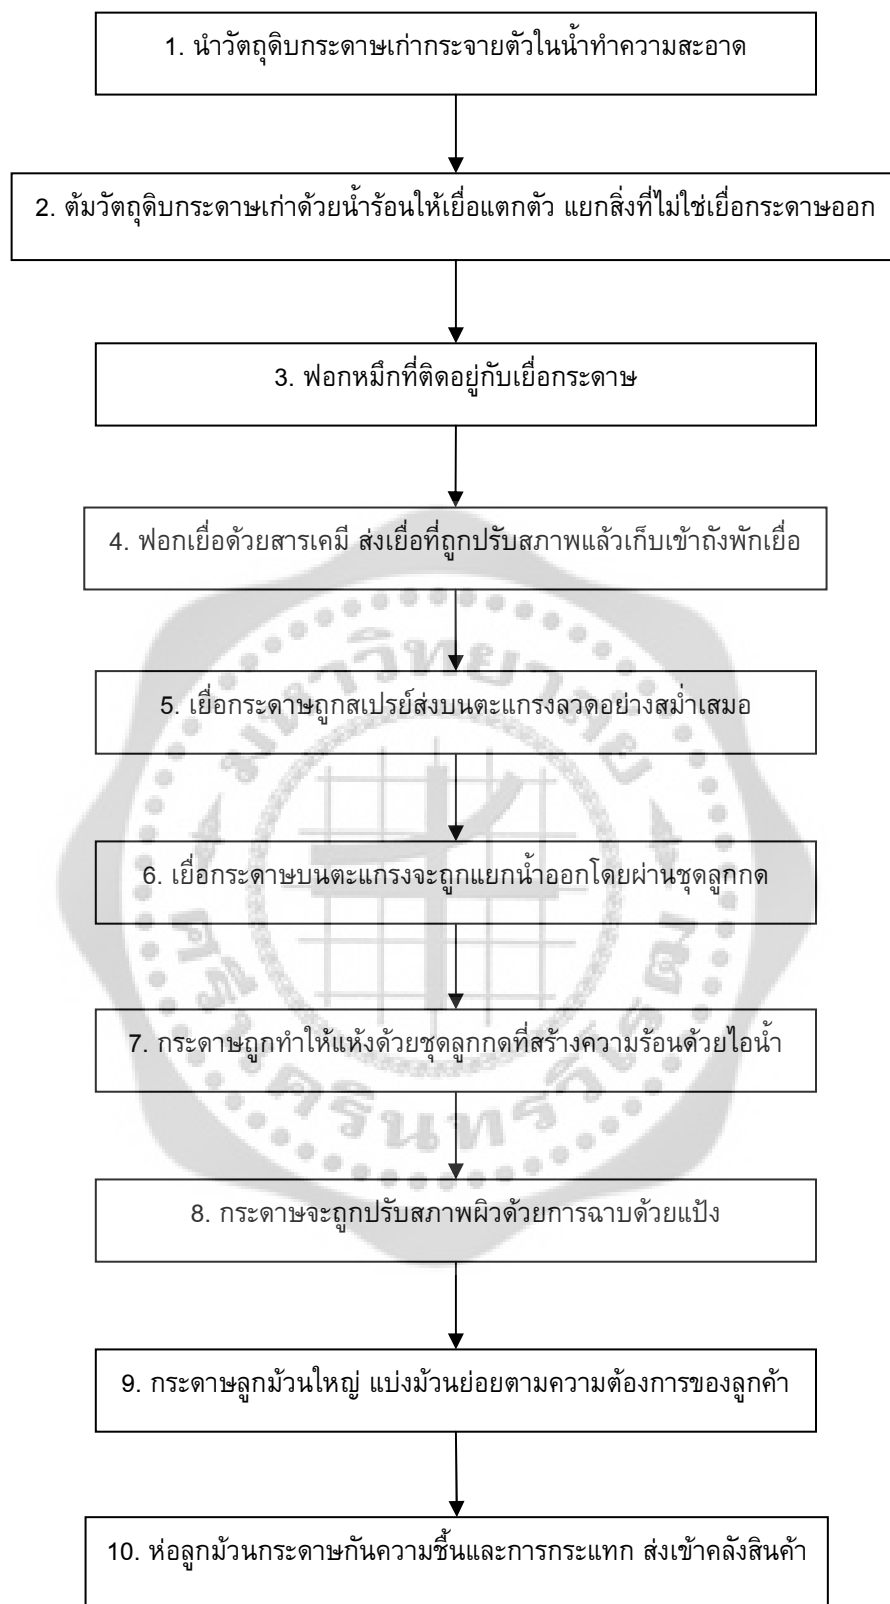 1. นำวัตถุดิบกระดาษเก่ากระจายตัวในน้ำทำความสะอาด
2. ต้มวัตถุดิบกระดาษเก่าด้วยน้ำร้อนให้เยื่อแตกตัว แยกสิ่งที่ไม่ใช่เยื่อกระดาษออก
3. ฟอกหมึกที่ติดอยู่กับเยื่อกระดาษ
4. ฟอกเยื่อด้วยสารเคมี ส่งเยื่อที่ถูกปรับสภาพแล้วเก็บเข้าถังพักเยื่อ
มหาวิทยาลัย
5. เยื่อกระดาษถูกสเปรย์ส่งบนตะแกรงลวดอย่างสม่ำเสมอ
6. เยื่อกระดาษบนตะแกรงจะถูกแยกน้ำออกโดยผ่านชุดลูกกด
7. กระดาษถูกทำให้แห้งด้วยชุดลูกกดที่สร้างความร้อนด้วยไอน้ำ
ศรีนครินทรวิโรฒ
8. กระดาษจะถูกปรับสภาพผิวด้วยการฉาบด้วยแป้ง
9. กระดาษลูกม้วนใหญ่ แบ่งม้วนย่อยตามความต้องการของลูกค้า
10. ห่อลูกม้วนกระดาษกันความชื้นและการกระแทก ส่งเข้าคลังสินค้า